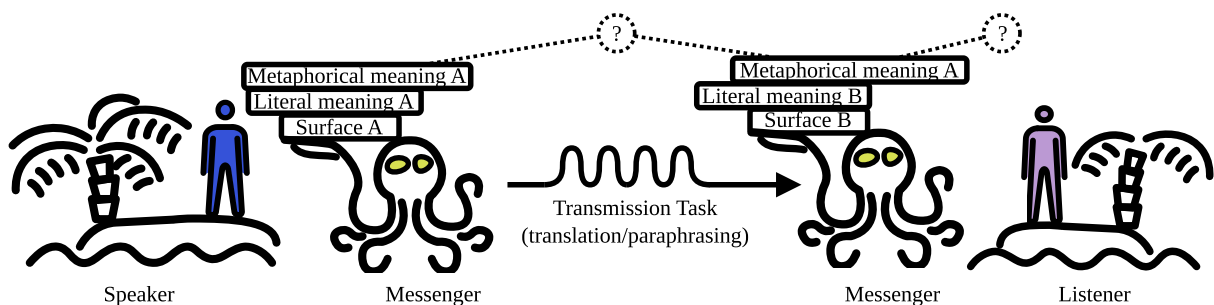 ?
?
Metaphorical meaning A
Literal meaning A
Surface A
Metaphorical meaning A
Literal meaning B
Surface B
Transmission Task
(translation/paraphrasing)
Speaker
Messenger
Messenger
Listener